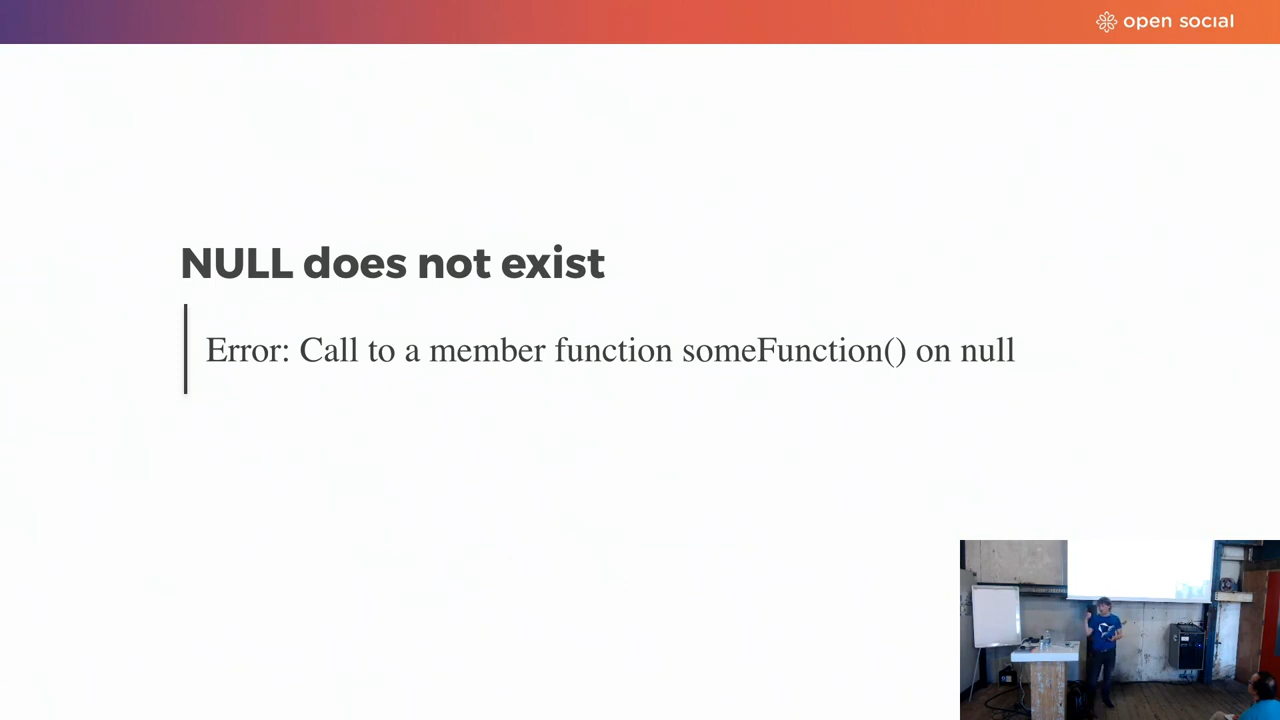 open social
NULL does not exist
Error: Call to a member function someFunction() on null